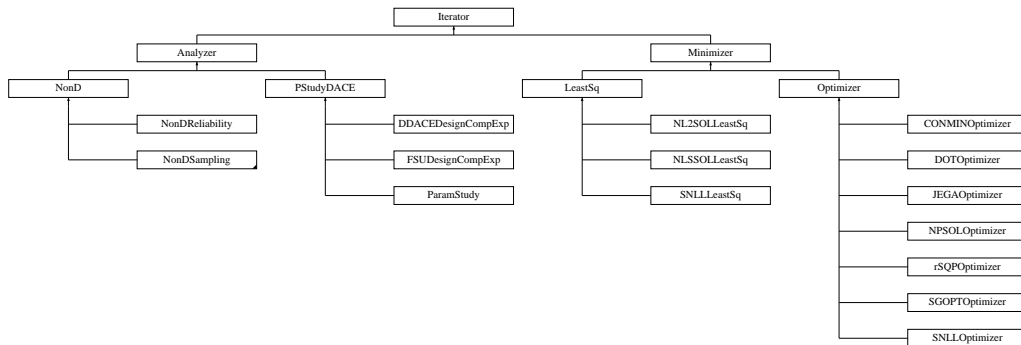 Iterator
Analyzer
Minimizer
NonD
PStudyDACE
LeastSq
Optimizer
NonDReliability
DDACEDesignCompExp
NL2SOLLeastSq
CONMINOptimizer
NonDSampling
FSUDesignCompExp
NLSSOLLeastSq
DOTOptimizer
ParamStudy
SNLLLeastSq
JEGAOptimizer
NPSOLOptimizer
rSQPOptimizer
SGOPTOptimizer
SNLLOptimizer